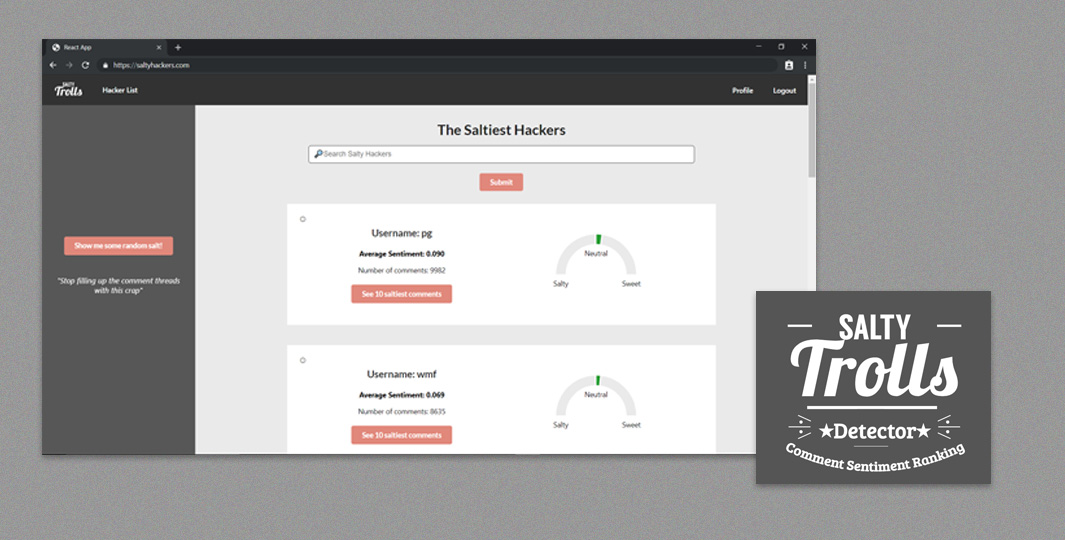 React App
https://saltyhackers.com
SALTY
Trolls
Hacker List
Profile
Logout
The Saltiest Hackers
Search Salty Hackers
Submit
Show me some random salt!
"Stop filling up the comment threads
with this crap"
Username: pg
Average Sentiment: 0.090
Number of comments: 9982
See 10 saltiest comments
Neutral
Salty
Sweet
Username: wmf
Average Sentiment: 0.069
Number of comments: 8635
See 10 saltiest comments
Neutral
Salty
Sweet
SALTY
Trolls
★Detector★
Comment Sentiment Ranking